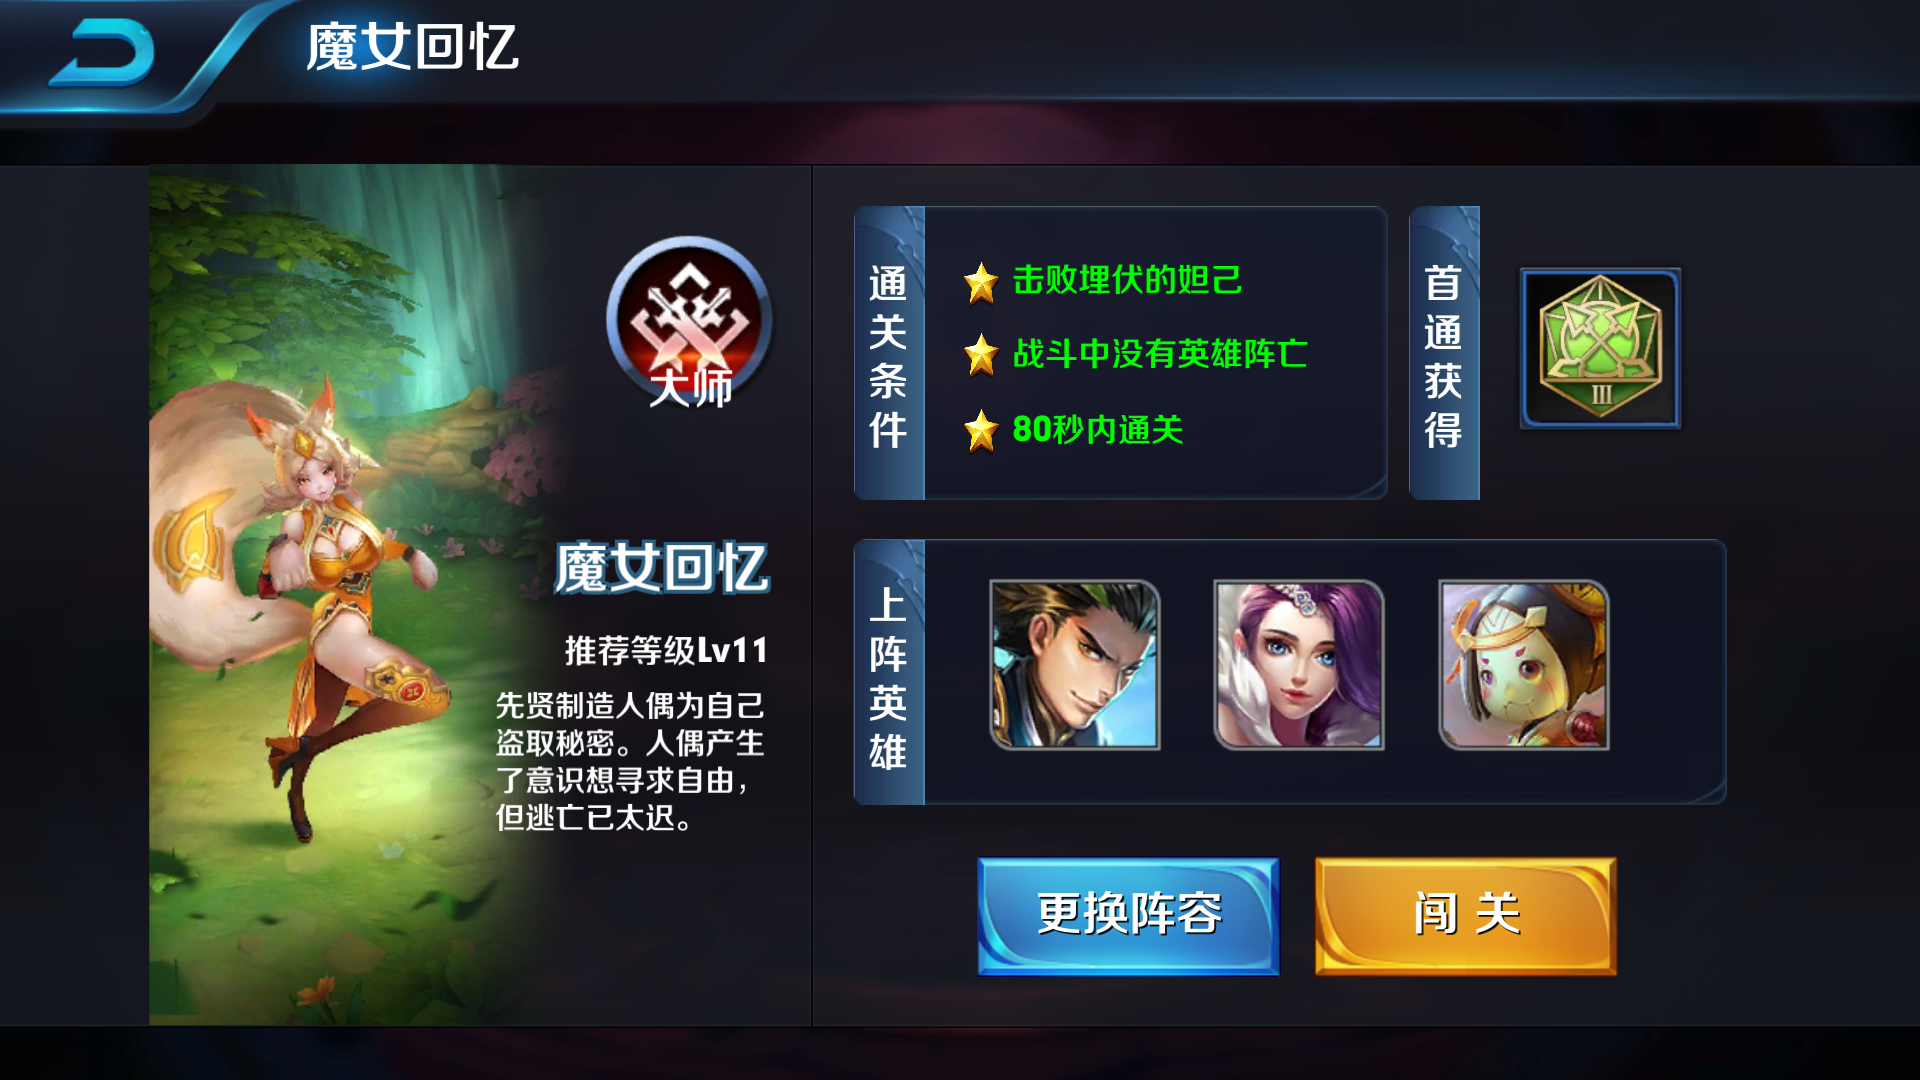 魔女回忆
大师
魔女回忆
推荐等级Lv11
先贤制造人偶为自己
盗取秘密。人偶产生
了意识想寻求自由，
但逃亡已太迟。
通关条件
击败埋伏的妲己
战斗中没有英雄阵亡
80秒内通关
首通获得
III
上阵英雄
更换阵容
闯关